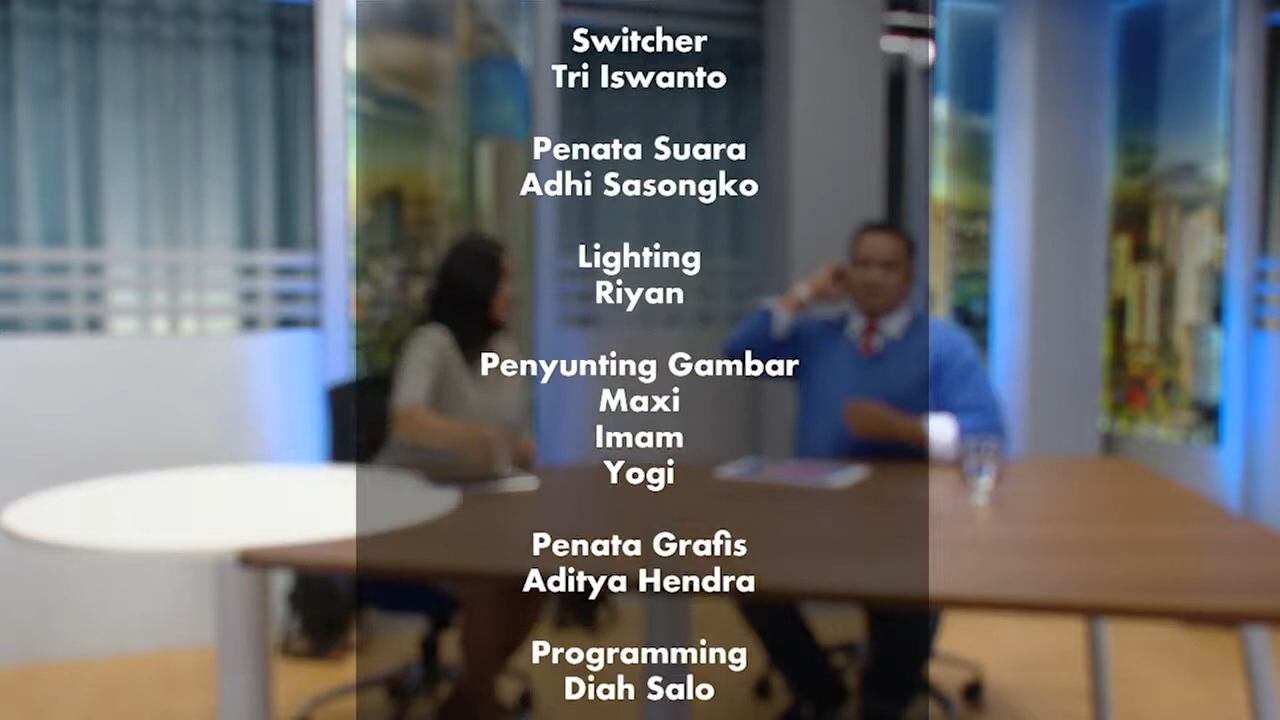 Switcher
Tri Iswanto
Penata Suara
Adhi Sasongko
Lighting
Riyan
Penyunting Gambar
Maxi
Imam
Yogi
Penata Grafis
Aditya Hendra
Programming
Diah Salo